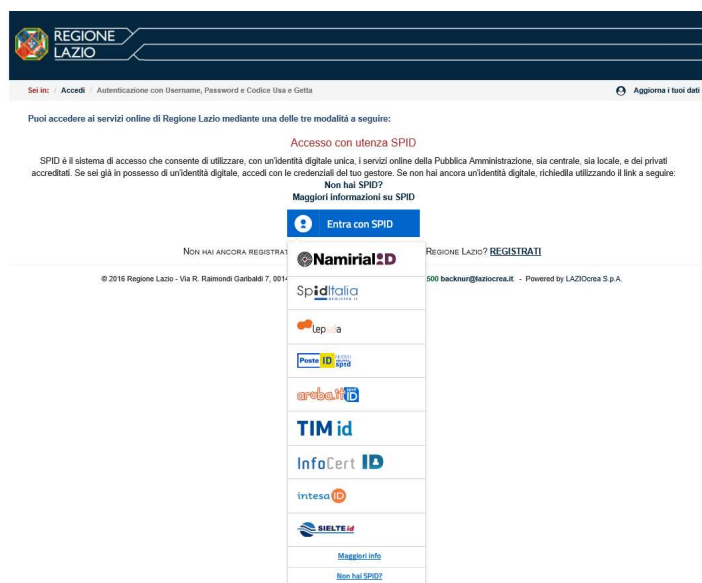 REGIONE
LAZIO
Sei in: / Accedi / Autenticazione con Username, Password e Codice Usa e Getta
Aggiorna i tuoi dati
Puoi accedere ai servizi online di Regione Lazio mediante una delle tre modalità a seguire:
Accesso con utenza SPID
SPID è il sistema di accesso che consente di utilizzare, con un'identità digitale unica, i servizi online della Pubblica Amministrazione, sia centrale, sia locale, e dei privati
accreditati. Se sei già in possesso di un'identità digitale, accedi con le credenziali del tuo gestore. Se non hai ancora un'identità digitale, richiedila utilizzando il link a seguire:
Non hai SPID?
Maggiori informazioni su SPID
Entra con SPID
NON HAI ANCORA REGISTRAT REGIONE LAZIO? REGISTRATI
Namirial ID
© 2016 Regione Lazio - Via R. Raimondi Garibaldi 7, 0014 500 backnur@laziocrea.it - Powered by LAZIOcrea S.p.A.
SpidItalia
REGISTER.IT
Lepida
Poste ID NUOVO
spid
aruba.it ID
TIM id
InfoCert ID
intesa ID
SIELTE id
Maggiori info
Non hai SPID?